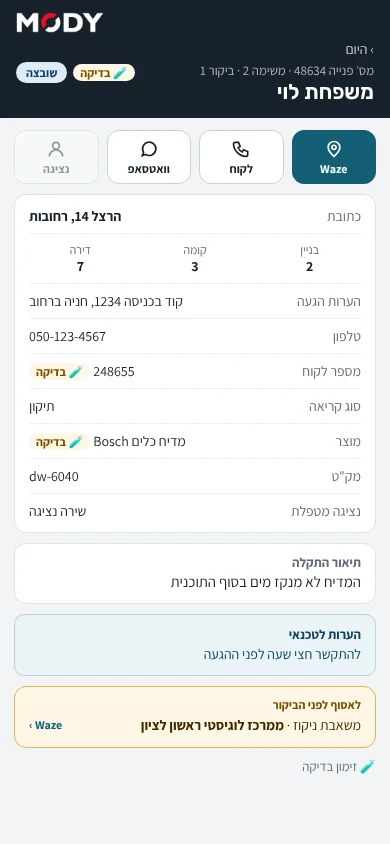 MODY
‹ היום
מס׳ פנייה 48634 · משימה 2 · ביקור 1
🧪 בדיקה
שובצה
משפחת לוי
Waze
לקוח
וואטסאפ
נציגה
כתובת הרצל 14, רחובות
בניין קומה דירה
2 3 7
הערות הגעה קוד בכניסה 1234, חניה ברחוב
טלפון 050-123-4567
מספר לקוח 248655 🧪 בדיקה
סוג קריאה תיקון
מוצר מדיח כלים Bosch 🧪 בדיקה
מק"ט dw-6040
נציגה מטפלת שירה נציגה
תיאור התקלה
המדיח לא מנקז מים בסוף התוכנית
הערות לטכנאי
להתקשר חצי שעה לפני ההגעה
לאסוף לפני הביקור
משאבת ניקוז · ממרכז לוגיסטי ראשון לציון Waze ‹
🧪 זימון בדיקה